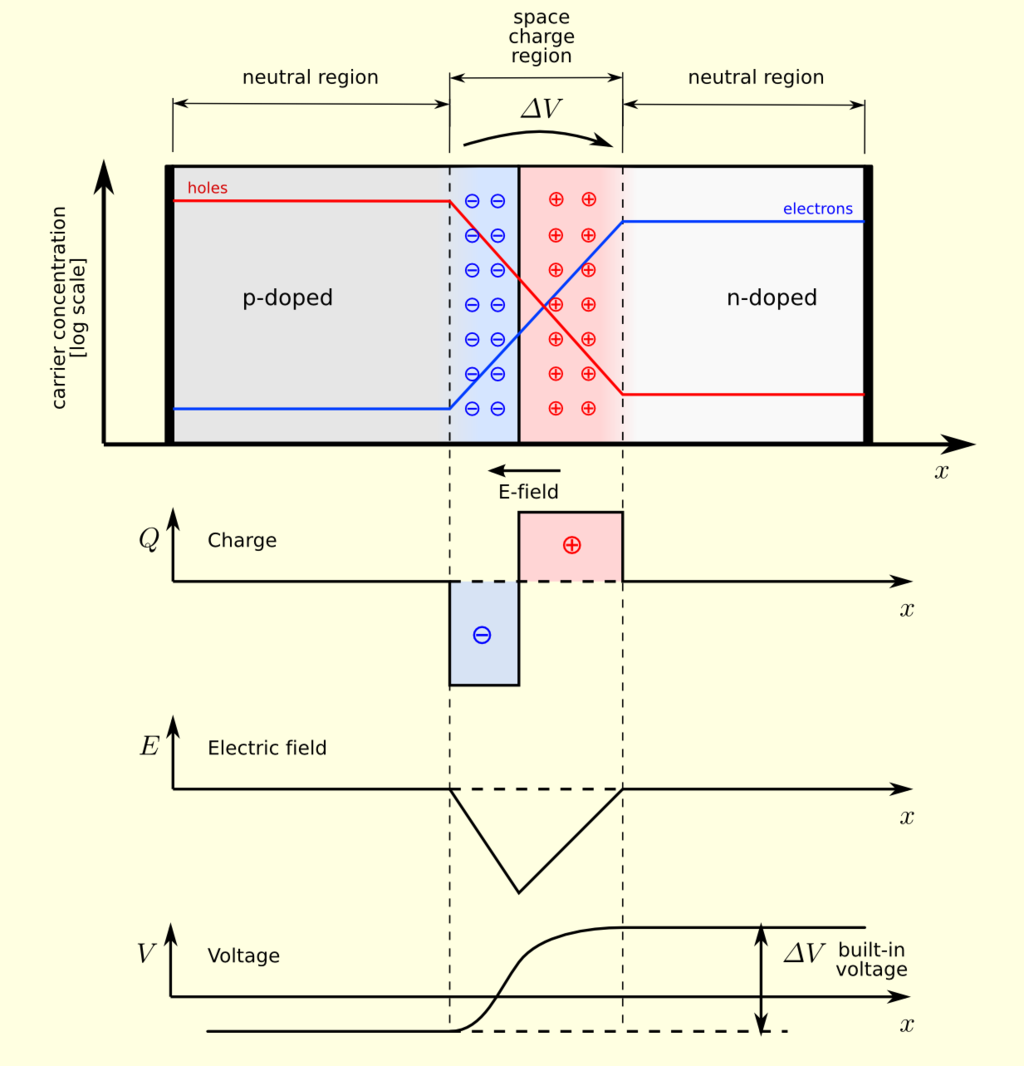 space
charge
region
neutral region
neutral region
ΔV
holes
electrons
carrier concentration
[log scale]
p-doped
n-doped
⊖ ⊖ ⊕ ⊕
⊖ ⊖ ⊕ ⊕
⊖ ⊖ ⊕ ⊕
⊖ ⊖ ⊕ ⊕
⊖ ⊖ ⊕ ⊕
⊖ ⊖ ⊕ ⊕
⊖ ⊖ ⊕ ⊕
x
E-field
Q
Charge
⊕
x
⊖
E
Electric field
x
V
Voltage
ΔV
built-in
voltage
x